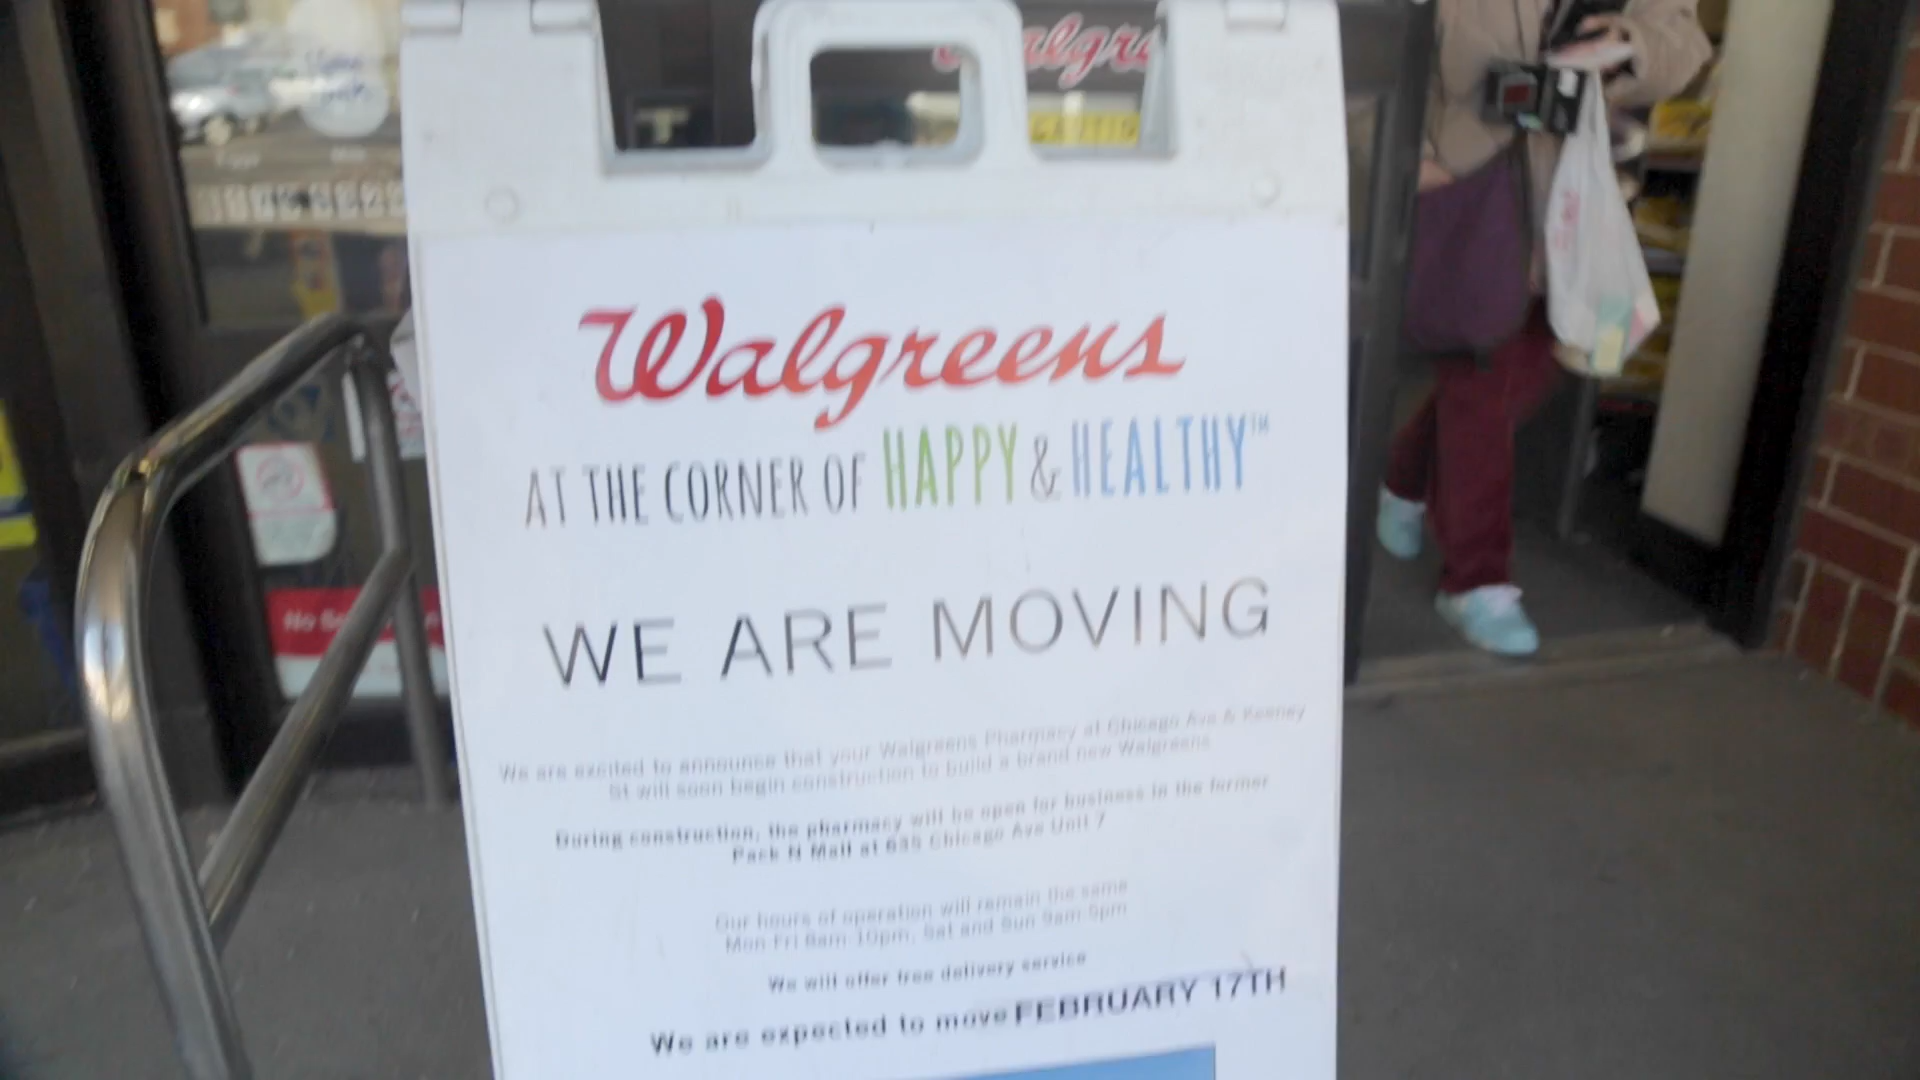 Walgreens
AT THE CORNER OF HAPPY & HEALTHY™
WE ARE MOVING
We are excited to announce that your Walgreens Pharmacy at Chicago Ave & Keeney
St will soon begin construction to build a brand new Walgreens
During construction, the pharmacy will be open for business in the former
Pack N Mail at 635 Chicago Ave Unit 7
Our hours of operation will remain the same
Mon-Fri 8am-10pm, Sat and Sun 9am-
We will offer free delivery service
We are expected to move FEBRUARY 17TH